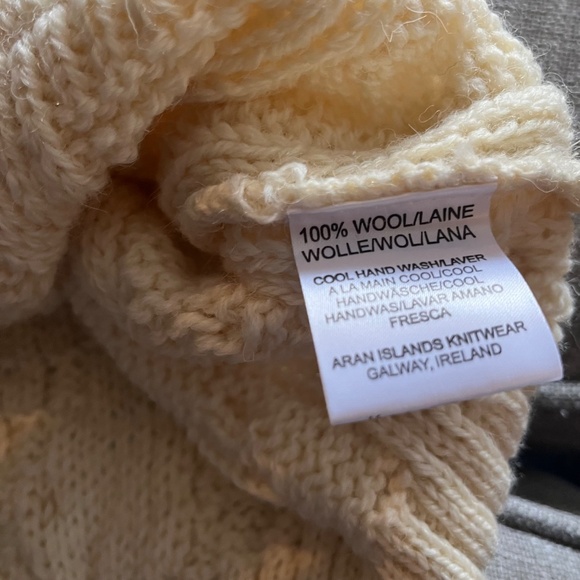 100% WOOL/LAINE
WOLLE/WOL/LANA
COOL HAND WASH/LAVER
A LA MAIN COOL/COOL
HANDWÄSCHE/COOL
HANDWAS/LAVAR AMANO
FRESCA
ARAN ISLANDS KNITWEAR
GALWAY, IRELAND